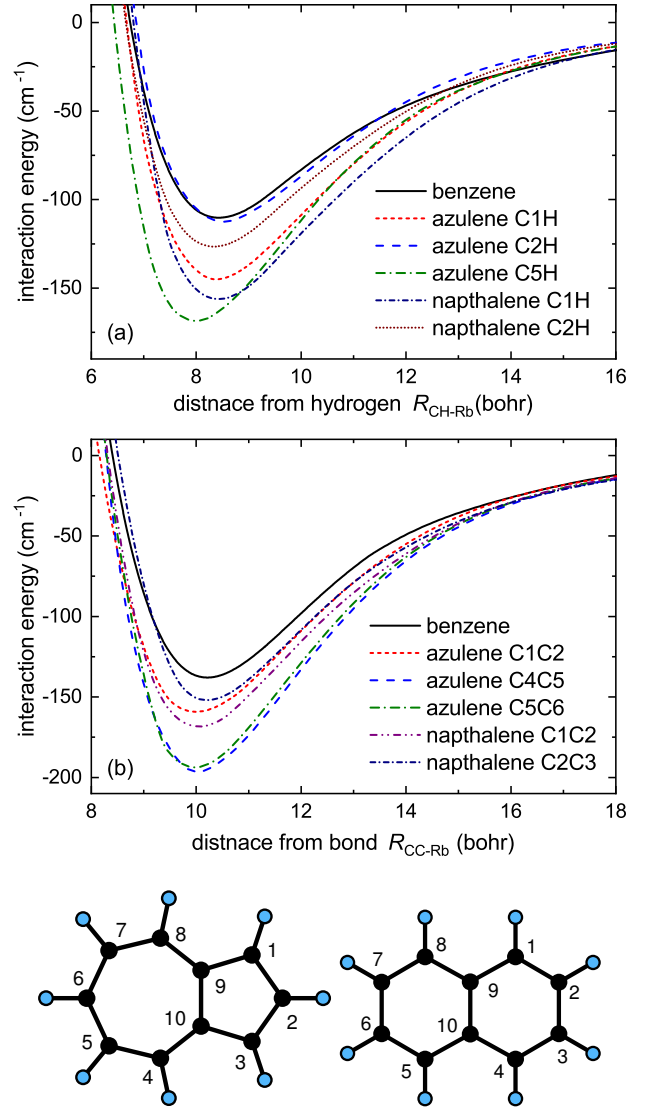 0
-50
-100
-150
interaction energy (cm⁻¹)
benzene
azulene C1H
azulene C2H
azulene C5H
napthalene C1H
napthalene C2H
(a)
6 8 10 12 14 16
distnace from hydrogen R_CH-Rb(bohr)
0
-50
-100
-150
-200
interaction energy (cm⁻¹)
benzene
azulene C1C2
azulene C4C5
azulene C5C6
napthalene C1C2
napthalene C2C3
(b)
8 10 12 14 16 18
distnace from bond R_CC-Rb (bohr)
7 8 1
6 9 2
5 10 3
4
8 1
7 9 2
6 10 3
5 4